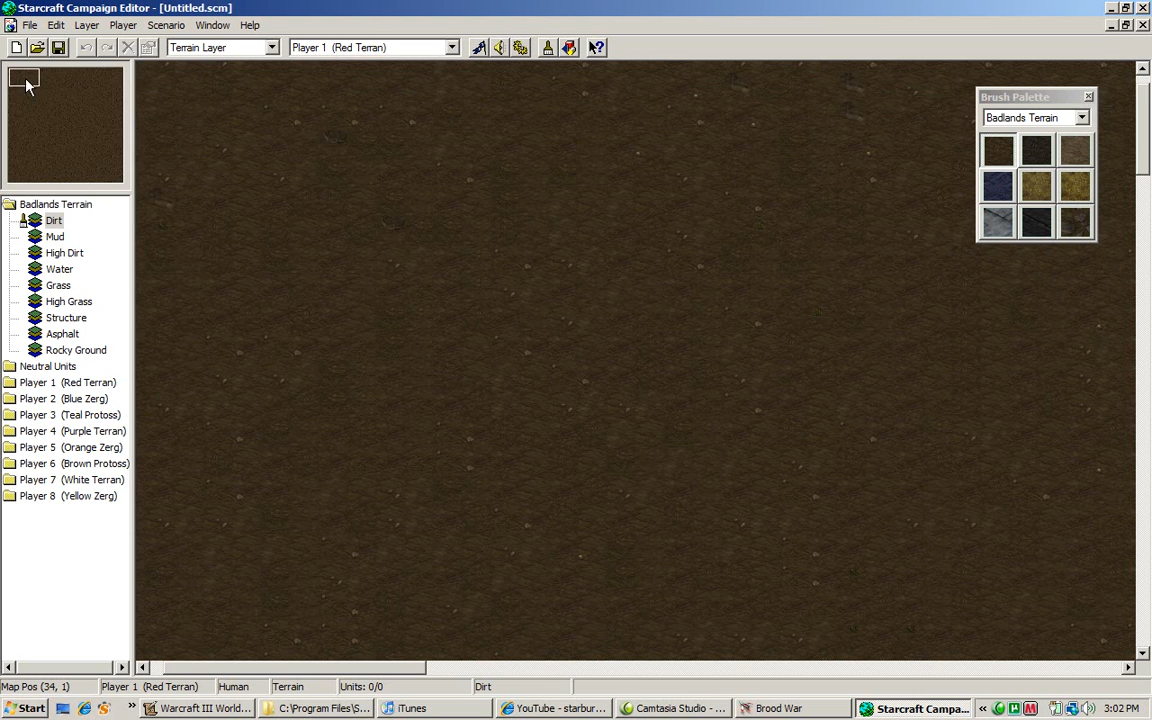 Starcraft Campaign Editor - [Untitled.scm]
File Edit Layer Player Scenario Window Help
Terrain Layer Player 1 (Red Terran)
Brush Palette
Badlands Terrain
Badlands Terrain
Dirt
Mud
High Dirt
Water
Grass
High Grass
Structure
Asphalt
Rocky Ground
Neutral Units
Player 1 (Red Terran)
Player 2 (Blue Zerg)
Player 3 (Teal Protoss)
Player 4 (Purple Terran)
Player 5 (Orange Zerg)
Player 6 (Brown Protoss)
Player 7 (White Terran)
Player 8 (Yellow Zerg)
Map Pos (34, 1) Player 1 (Red Terran) Human Terrain Units: 0/0 Dirt
Start Warcraft III World... C:\Program Files\S... iTunes YouTube - starbur... Camtasia Studio - ... Brood War Starcraft Campa... 3:02 PM